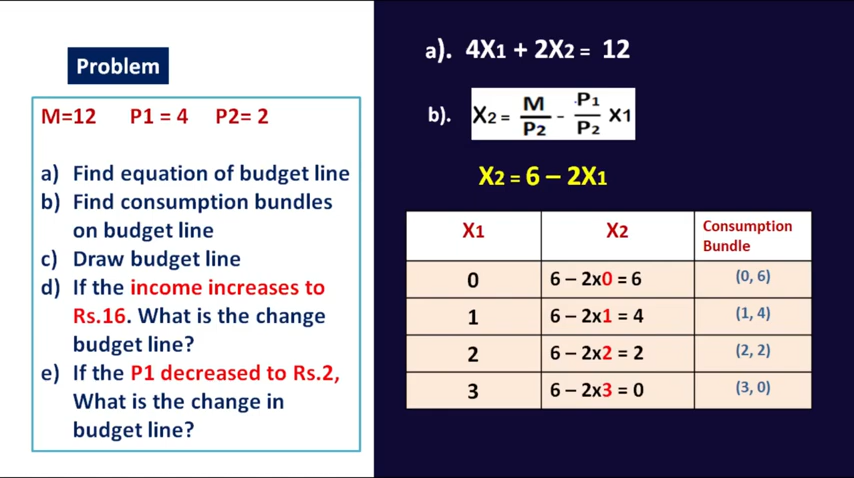 Problem
M=12 P1 = 4 P2= 2
a) Find equation of budget line
b) Find consumption bundles
on budget line
c) Draw budget line
d) If the income increases to
Rs.16. What is the change
budget line?
e) If the P1 decreased to Rs.2,
What is the change in
budget line?
a). 4X1 + 2X2 = 12
b). X2 = M/P2 - P1/P2 X1
X2 = 6 – 2X1
X1 X2 Consumption Bundle
0 6 – 2x0 = 6 (0, 6)
1 6 – 2x1 = 4 (1, 4)
2 6 – 2x2 = 2 (2, 2)
3 6 – 2x3 = 0 (3, 0)